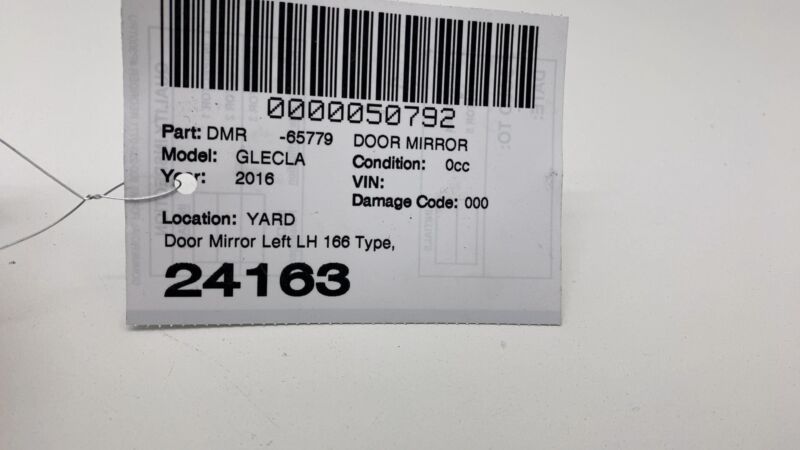 0000050792
Part: DMR -65779 DOOR MIRROR
Model: GLECLA Condition: 0cc
Year: 2016 VIN:
Damage Code: 000
Location: YARD
Door Mirror Left LH 166 Type,
24163